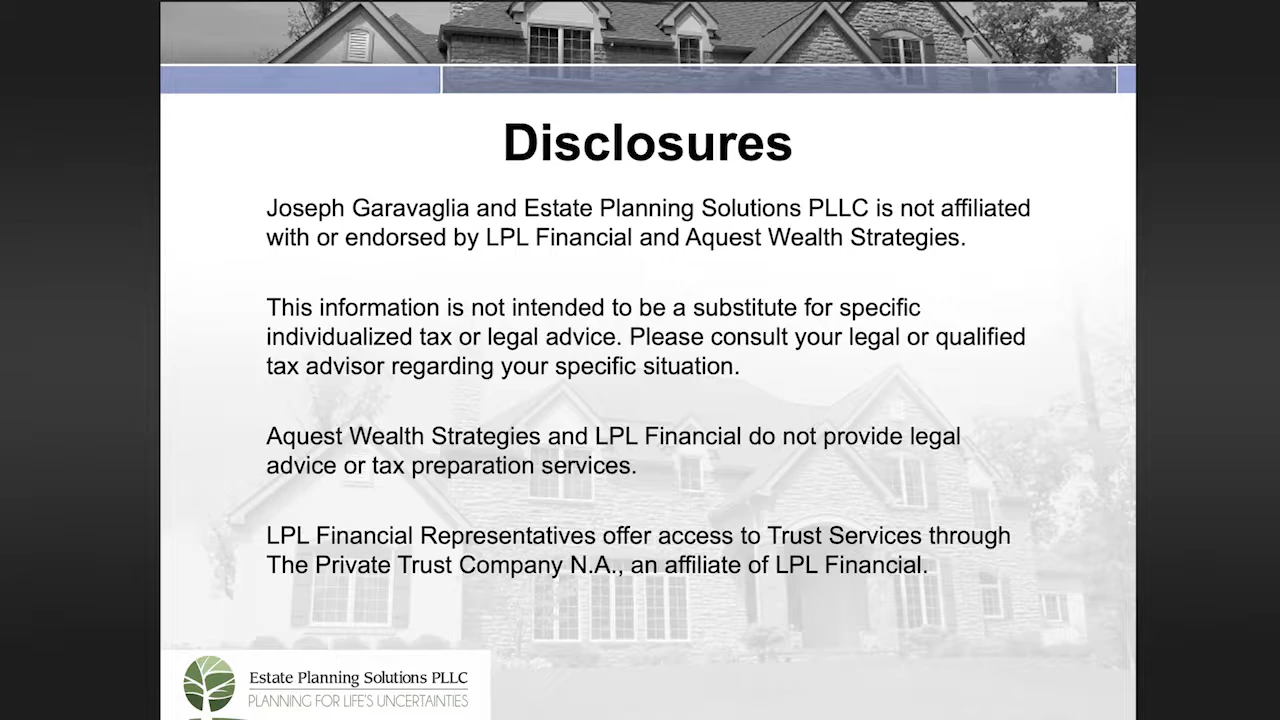 Disclosures
Joseph Garavaglia and Estate Planning Solutions PLLC is not affiliated
with or endorsed by LPL Financial and Aquest Wealth Strategies.
This information is not intended to be a substitute for specific
individualized tax or legal advice. Please consult your legal or qualified
tax advisor regarding your specific situation.
Aquest Wealth Strategies and LPL Financial do not provide legal
advice or tax preparation services.
LPL Financial Representatives offer access to Trust Services through
The Private Trust Company N.A., an affiliate of LPL Financial.
Estate Planning Solutions PLLC
PLANNING FOR LIFE'S UNCERTAINTIES